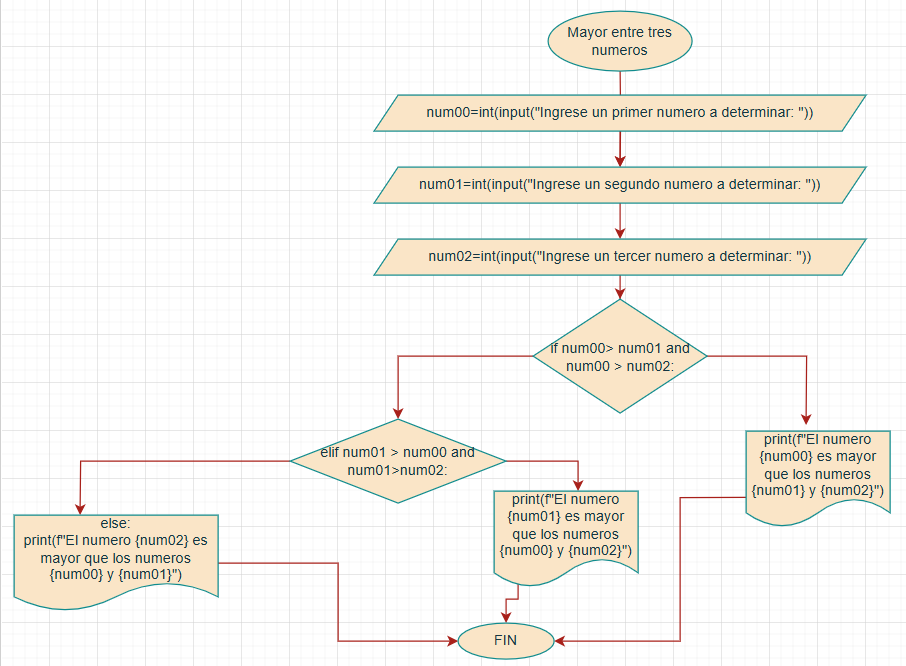 Mayor entre tres
numeros
num00=int(input("Ingrese un primer numero a determinar: "))
num01=int(input("Ingrese un segundo numero a determinar: "))
num02=int(input("Ingrese un tercer numero a determinar: "))
if num00> num01 and
num00 > num02:
print(f"El numero
{num00} es mayor
que los numeros
{num01} y {num02}")
elif num01 > num00 and
num01>num02:
print(f"El numero
{num01} es mayor
que los numeros
{num00} y {num02}")
else:
print(f"El numero {num02} es
mayor que los numeros
{num00} y {num01}")
FIN